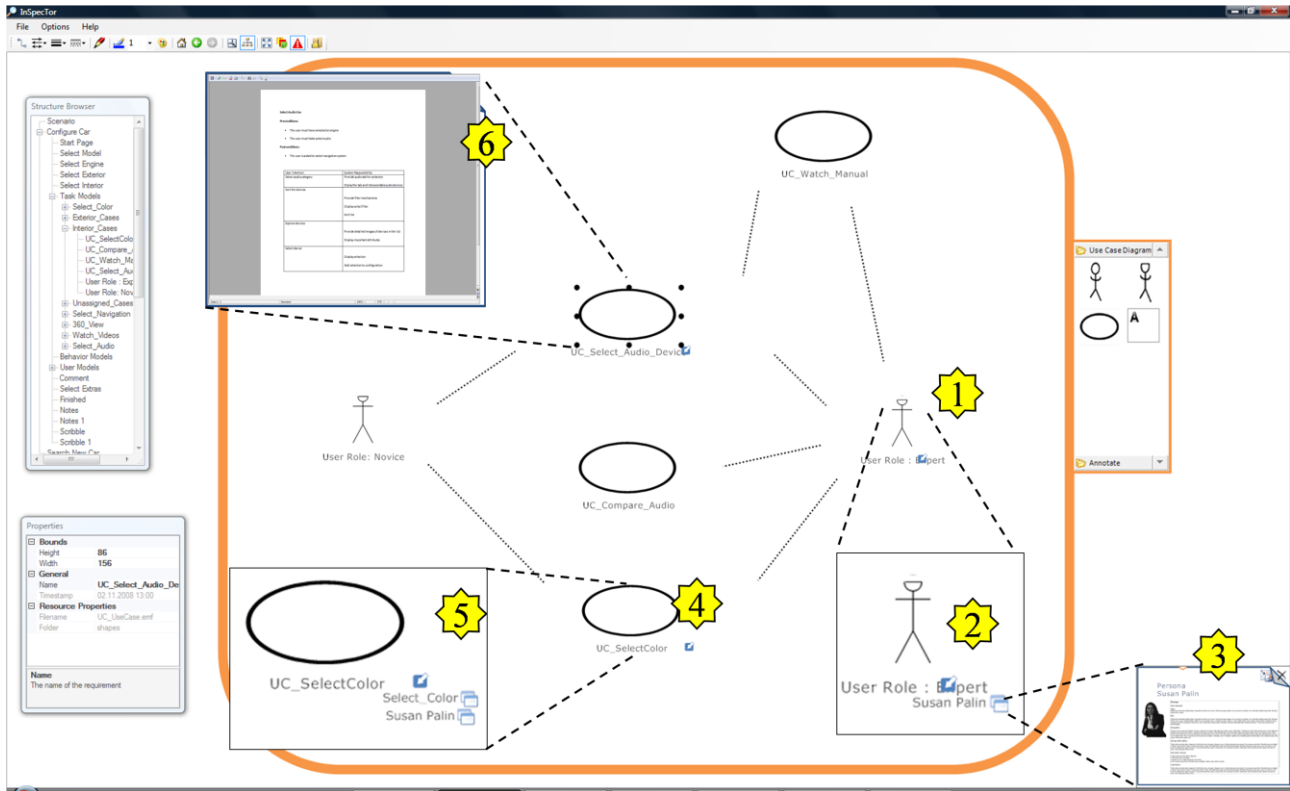 InSpecTor
File Options Help
1
Structure Browser
Scenario
Configure Car
Start Page
Select Model
Select Engine
Select Exterior
Select Interior
Task Models
Select_Color
Exterior_Cases
Interior_Cases
UC_SelectColo
UC_Compare_
UC_Watch_Ma
UC_Select_Au
User Role : Exp
User Role: Nov
Unassigned_Cases
Select_Navigation
360_View
Watch_Videos
Select_Audio
Behavior Models
User Models
Comment
Select Extras
Finished
Notes
Notes 1
Scribble
Scribble 1
Search New Car
Properties
Bounds
Height 86
Width 156
General
Name UC_Select_Audio_De
Timestamp 02.11.2008 13:00
Resource Properties
Filename UC_UseCase.emf
Folder shapes
Name
The name of the requirement
6
UC_Watch_Manual
UC_Select_Audio_Devic
1
User Role: Novice
User Role : Expert
UC_Compare_Audio
4
UC_SelectColor
5
UC_SelectColor
Select_Color
Susan Palin
2
User Role : Expert
Susan Palin
3
Persona
Susan Palin
Use Case Diagram
A
Annotate